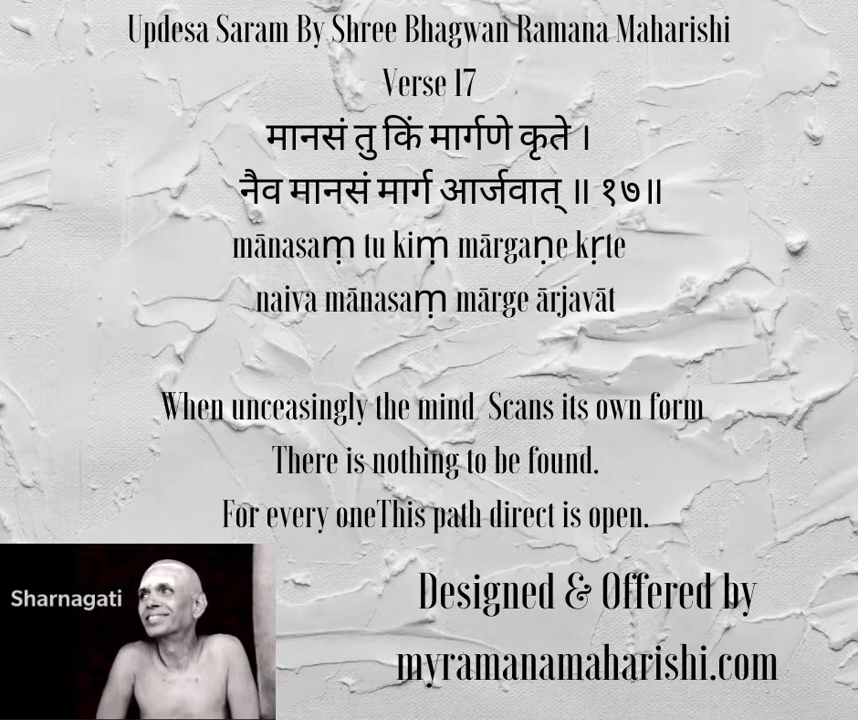 Updesa Saram By Shree Bhagwan Ramana Maharishi
Verse 17
मानसं तु किं मार्गणे कृते ।
नैव मानसं मार्ग आर्जवात् ॥ १७॥
mānasaṃ tu kiṃ mārgaṇe kṛte
naiva mānasaṃ mārge ārjavāt
When unceasingly the mind Scans its own form
There is nothing to be found.
For every oneThis path direct is open.
Sharnagati
Designed & Offered by
myramanamaharishi.com